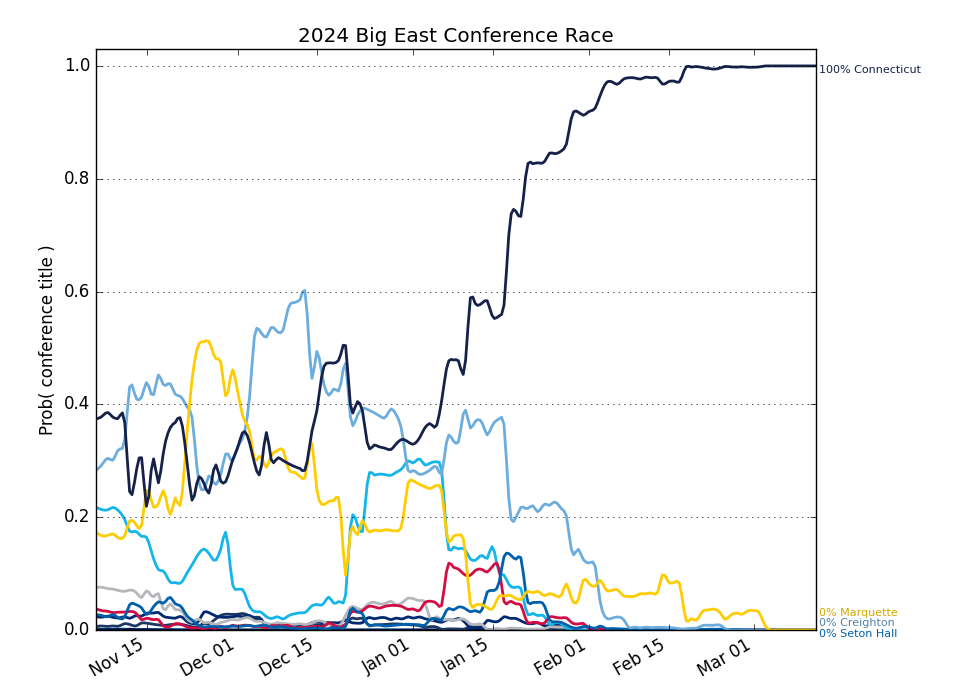 2024 Big East Conference Race
Prob( conference title )
1.0
0.8
0.6
0.4
0.2
0.0
Nov 15
Dec 01
Dec 15
Jan 01
Jan 15
Feb 01
Feb 15
Mar 01
100% Connecticut
0% Marquette
0% Creighton
0% Seton Hall